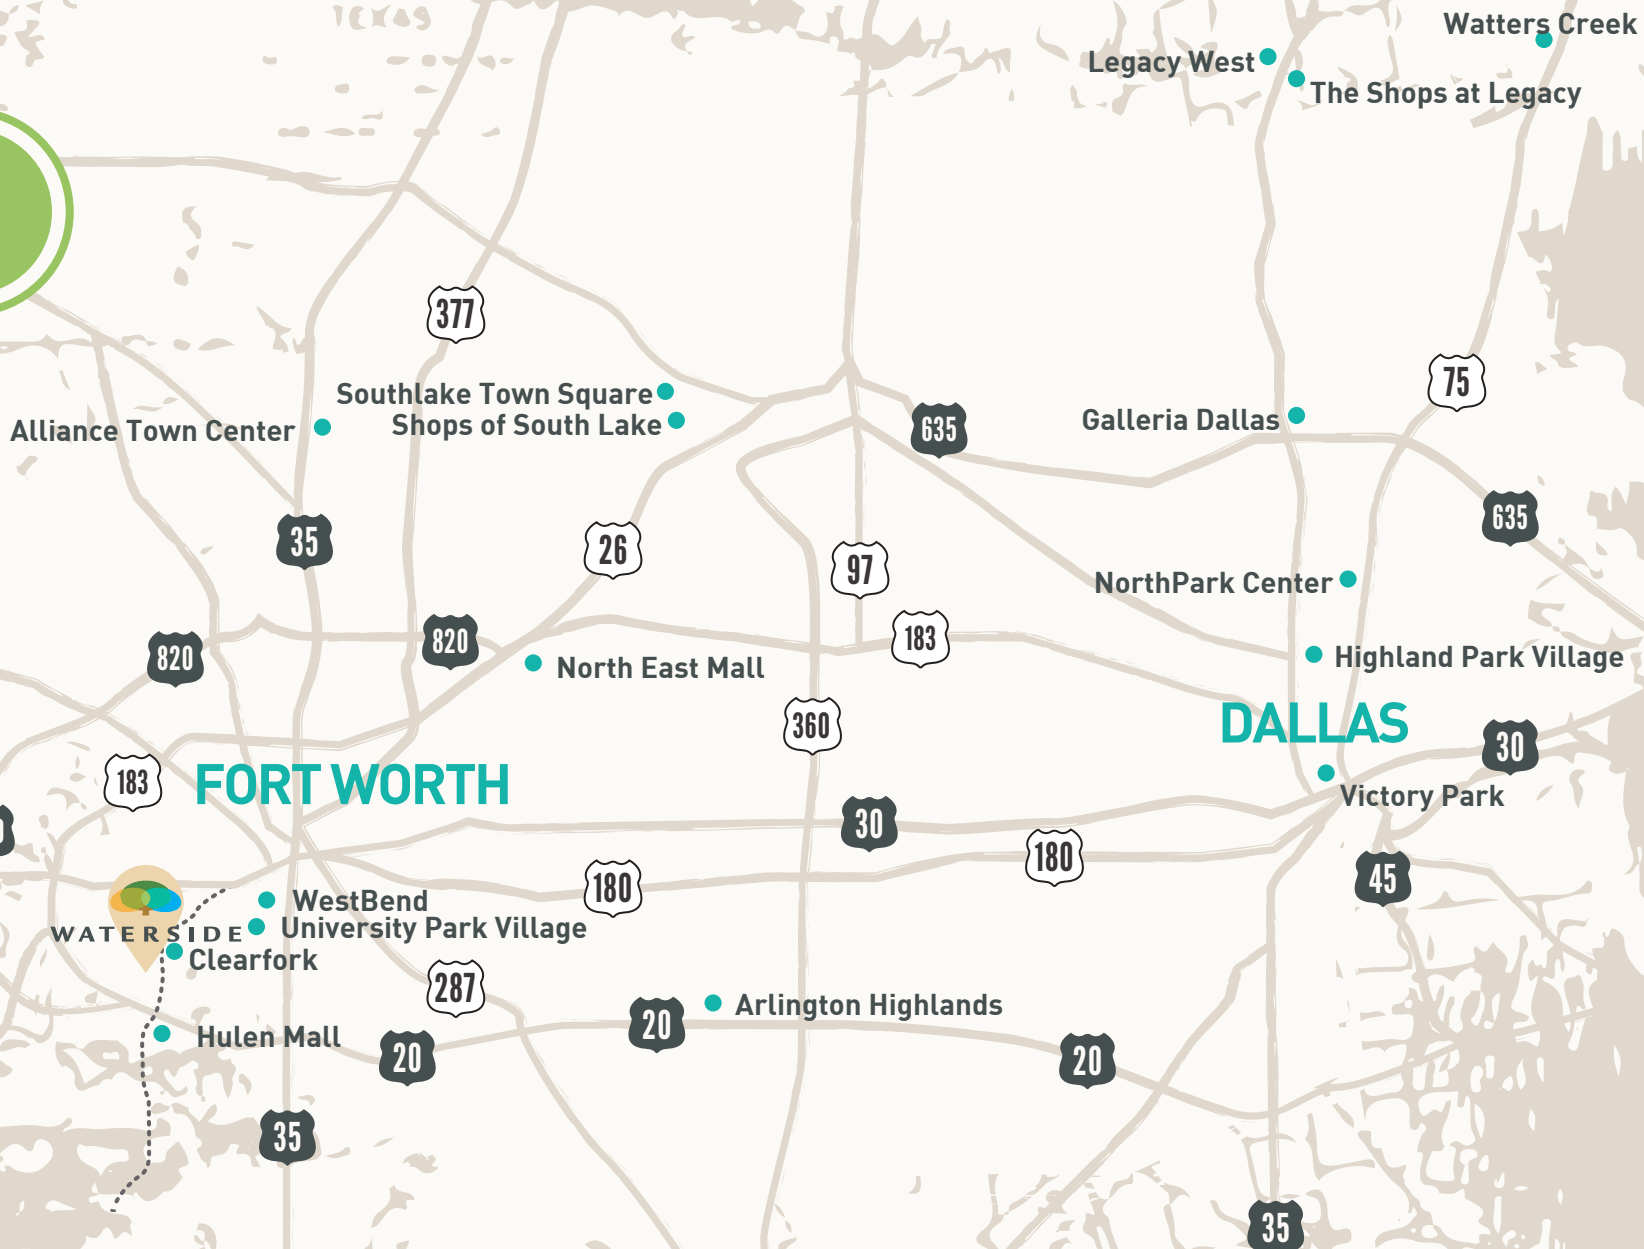 TEXAS
Watters Creek
Legacy West
The Shops at Legacy
377
75
Southlake Town Square
Shops of South Lake
Alliance Town Center
635
Galleria Dallas
635
35
26
97
NorthPark Center
820
820
183
North East Mall
Highland Park Village
360
DALLAS
30
183
FORT WORTH
Victory Park
30
180
180
45
WestBend
University Park Village
WATERSIDE
Clearfork
287
Arlington Highlands
20
Hulen Mall
20
20
35
35